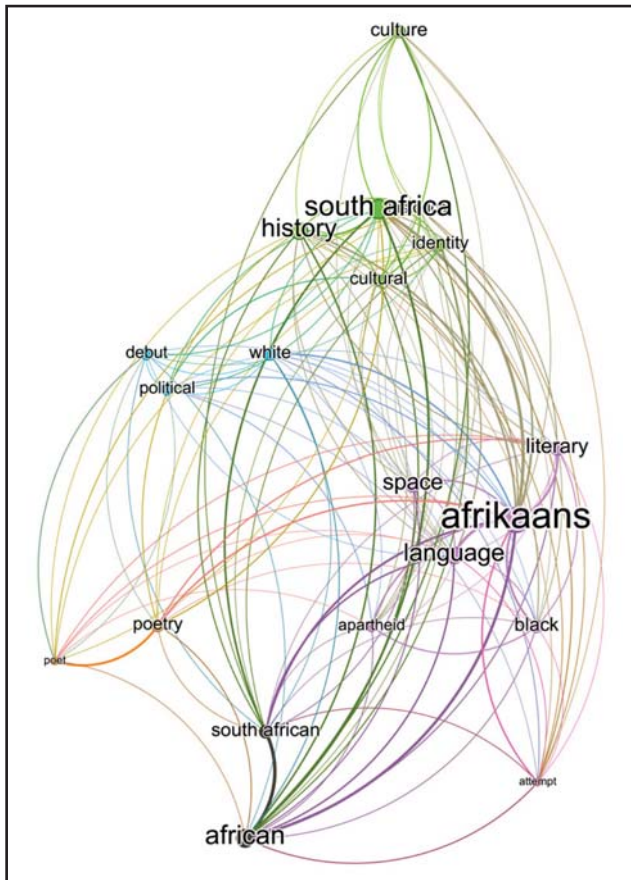 culture
south africa
history
identity
cultural
debut
white
political
literary
space
afrikaans
language
poetry
apartheid
black
poet
south african
attempt
african